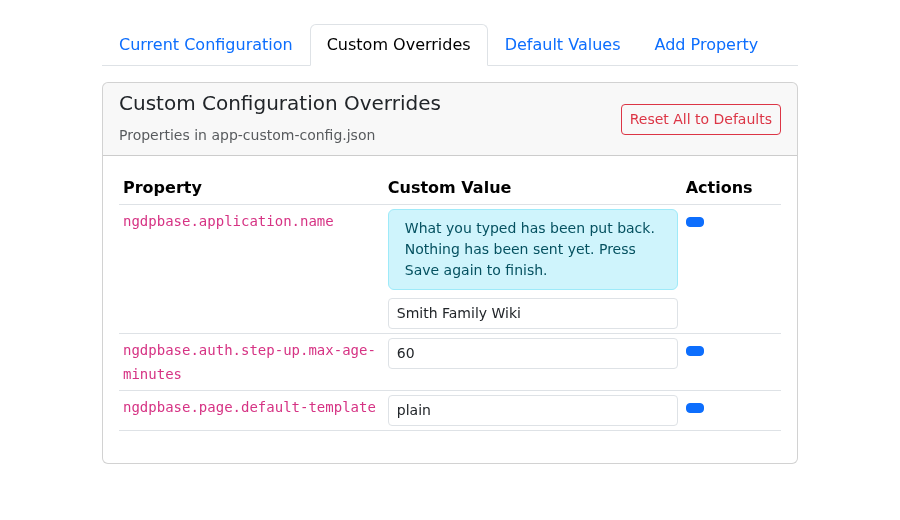 Current Configuration
Custom Overrides
Default Values
Add Property
Custom Configuration Overrides
Properties in app-custom-config.json
Reset All to Defaults
Property
Custom Value
Actions
ngdpbase.application.name
What you typed has been put back.
Nothing has been sent yet. Press
Save again to finish.
Smith Family Wiki
ngdpbase.auth.step-up.max-age-
minutes
60
ngdpbase.page.default-template
plain